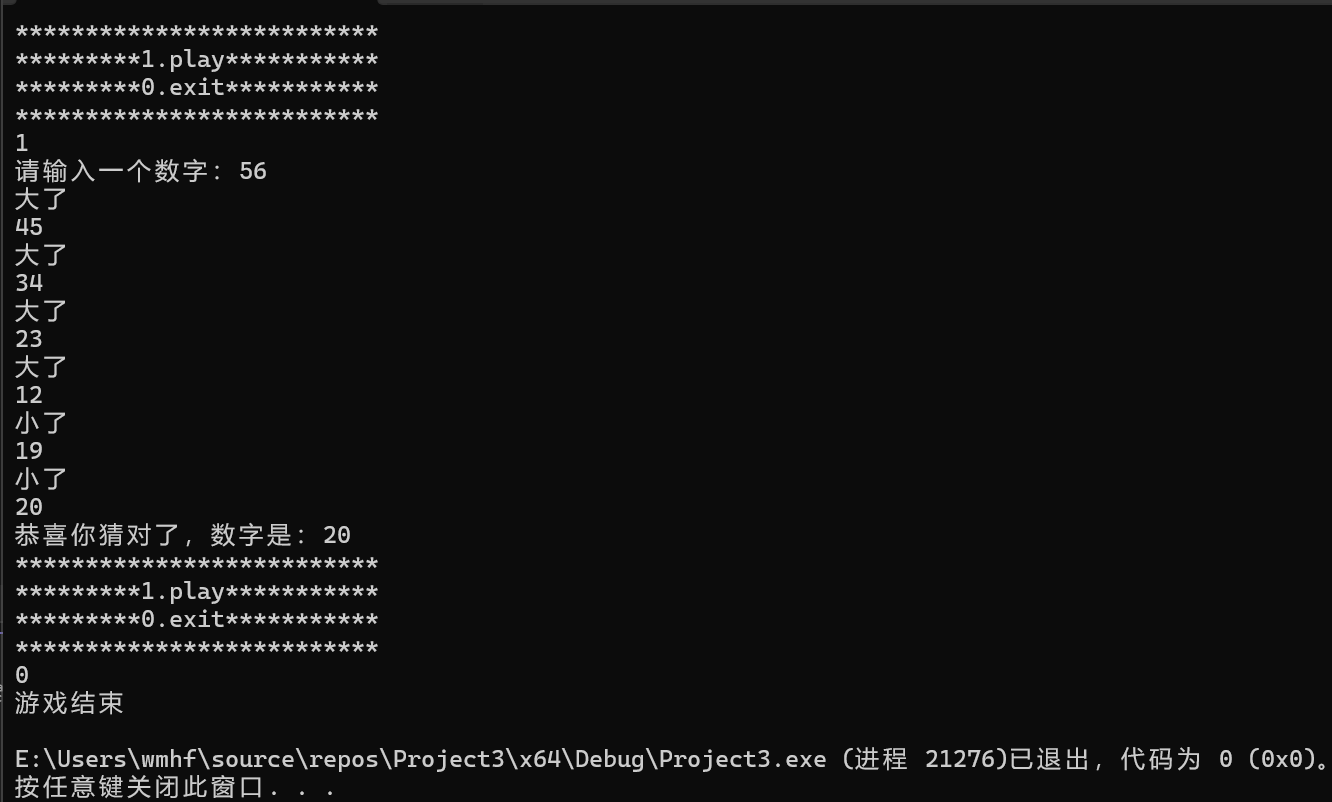 **************************
*********1.play***********
*********0.exit***********
**************************
1
请输入一个数字：56
大了
45
大了
34
大了
23
大了
12
小了
19
小了
20
恭喜你猜对了，数字是：20
**************************
*********1.play***********
*********0.exit***********
**************************
0
游戏结束
E:\Users\wmhf\source\repos\Project3\x64\Debug\Project3.exe (进程 21276)已退出，代码为 0 (0x0)。
按任意键关闭此窗口. . .